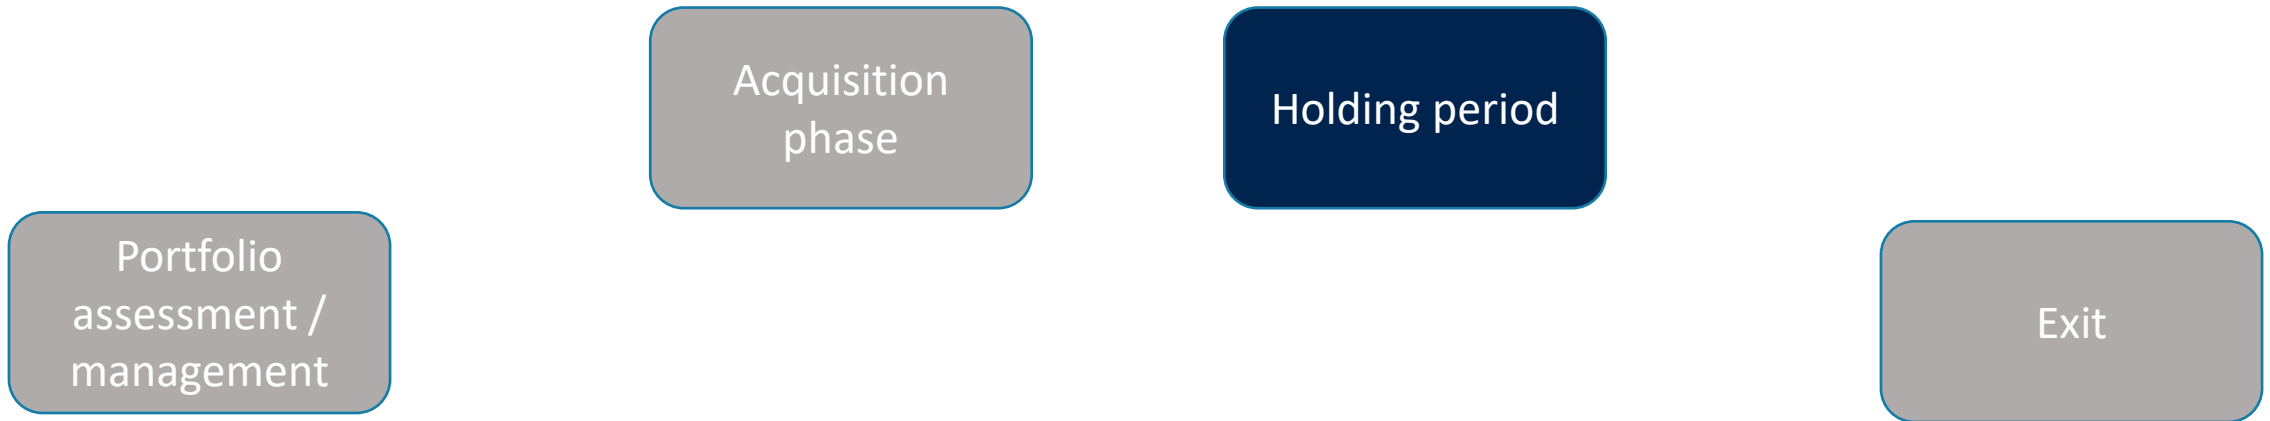 Acquisition
phase
Holding period
Portfolio
assessment /
management
Exit